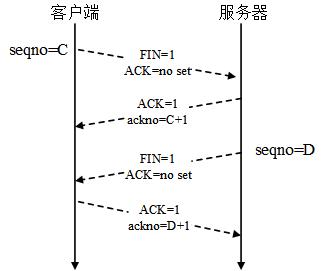 客户端
服务器
seqno=C
FIN=1
ACK=no set
ACK=1
ackno=C+1
seqno=D
FIN=1
ACK=no set
ACK=1
ackno=D+1